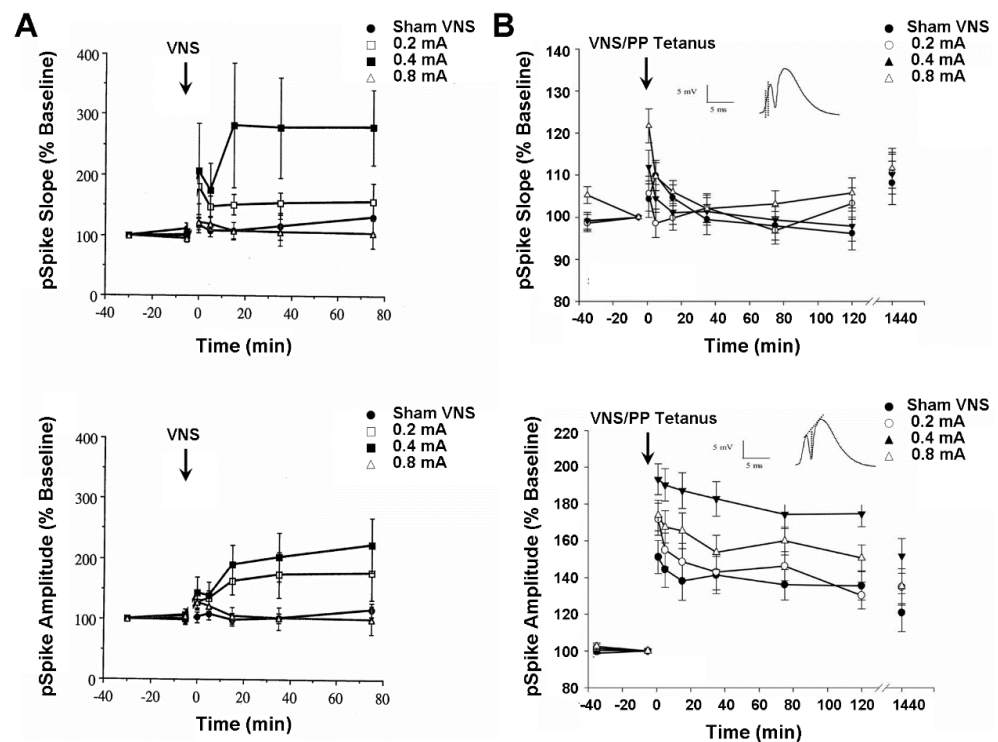 A
VNS
Sham VNS
0.2 mA
0.4 mA
0.8 mA
pSpike Slope (% Baseline)
400
300
200
100
0
-40 -20 0 20 40 60 80
Time (min)
B
VNS/PP Tetanus
Sham VNS
0.2 mA
0.4 mA
0.8 mA
5 mV
5 ms
pSpike Slope (% Baseline)
140
130
120
110
100
90
80
-40 -20 0 20 40 60 80 100 120 1440
Time (min)
VNS
Sham VNS
0.2 mA
0.4 mA
0.8 mA
pSpike Amplitude (% Baseline)
400
300
200
100
0
-40 -20 0 20 40 60 80
Time (min)
VNS/PP Tetanus
Sham VNS
0.2 mA
0.4 mA
0.8 mA
5 mV
5 ms
pSpike Amplitude (% Baseline)
220
200
180
160
140
120
100
80
-40 -20 0 20 40 60 80 100 120 1440
Time (min)